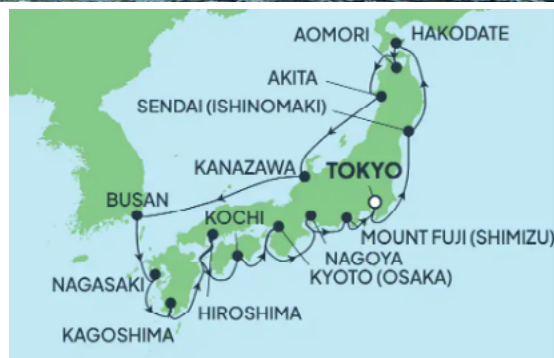 AOMORI
HAKODATE
AKITA
SENDAI (ISHINOMAKI)
KANAZAWA
TOKYO
BUSAN
KOCHI
MOUNT FUJI (SHIMIZU)
NAGOYA
NAGASAKI
KYOTO (OSAKA)
HIROSHIMA
KAGOSHIMA